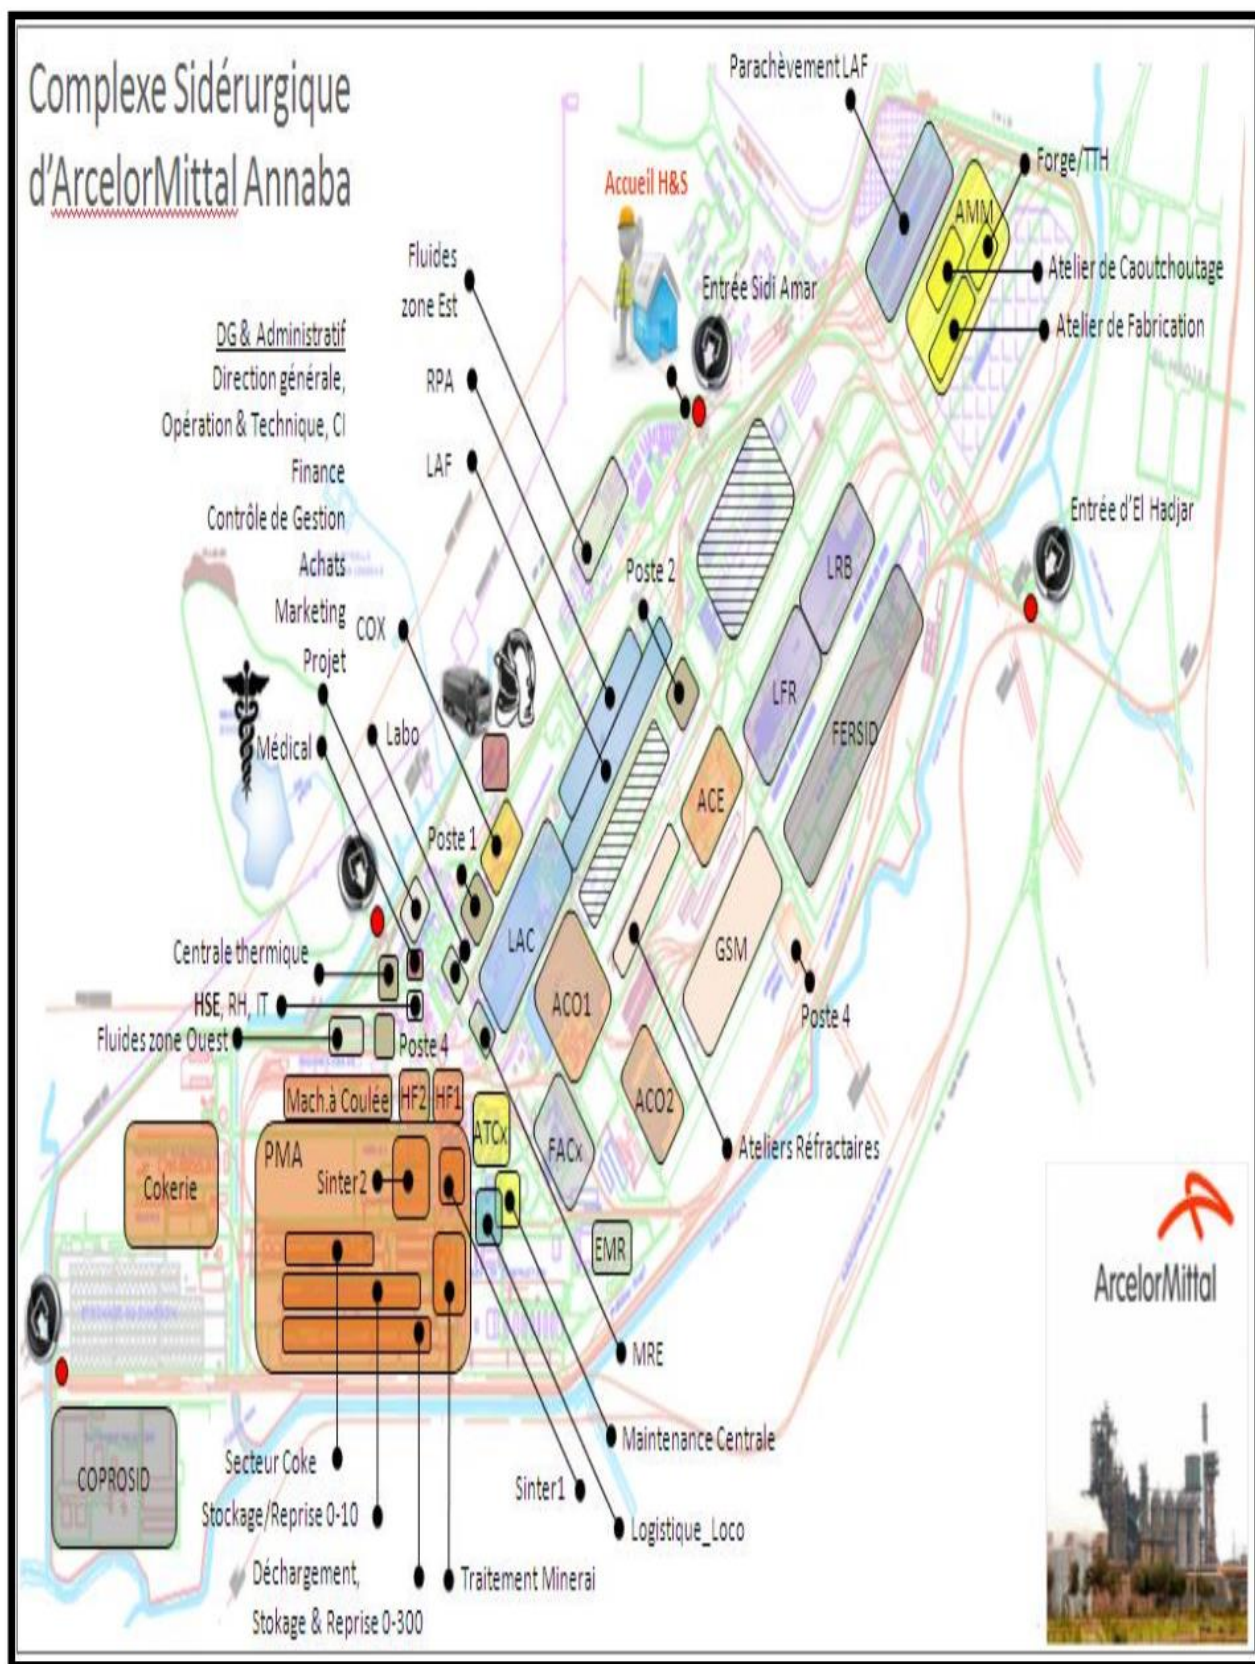 Complexe Sidérurgique
d'ArcelorMittal Annaba
Parachèvement LAF
Forge/TTH
Accueil H&S
AMM
Fluides
zone Est
Entrée Sidi Amar
Atelier de Caoutchoutage
Atelier de Fabrication
DG & Administratif
Direction générale,
Opération & Technique, CI
Finance
Contrôle de Gestion
Achats
Marketing
Projet
RPA
LAF
Entrée d'El Hadjar
Poste 2
LRB
COX
LFR
FERSID
Labo
Médical
ACE
Poste 1
LAC
GSM
Centrale thermique
HSE, RH, IT
ACO1
Poste 4
Fluides zone Ouest
Poste 4
Mach.à Coulée
HF2
HF1
ACO2
ATCx
FACx
Ateliers Réfractaires
PMA
Sinter2
Cokerie
EMR
ArcelorMittal
MRE
Maintenance Centrale
COPROSID
Secteur Coke
Sinter1
Stockage/Reprise 0-10
Logistique_Loco
Déchargement,
Stokage & Reprise 0-300
Traitement Minerai